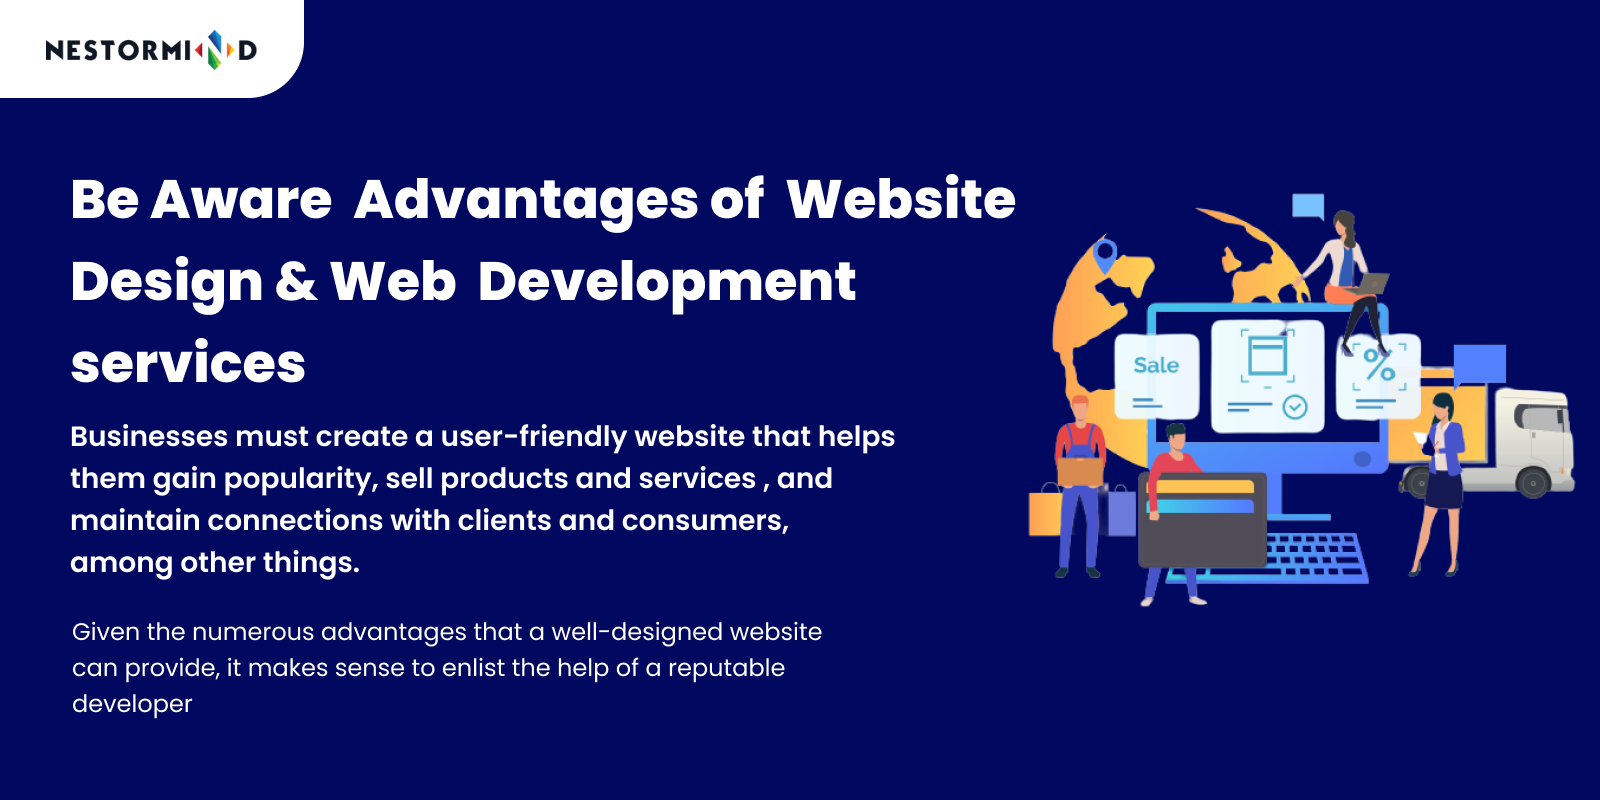 NESTORMIND
Be Aware Advantages of Website
Design & Web Development
services
Businesses must create a user-friendly website that helps
them gain popularity, sell products and services , and
maintain connections with clients and consumers,
among other things.
Given the numerous advantages that a well-designed website
can provide, it makes sense to enlist the help of a reputable
developer
Sale
%